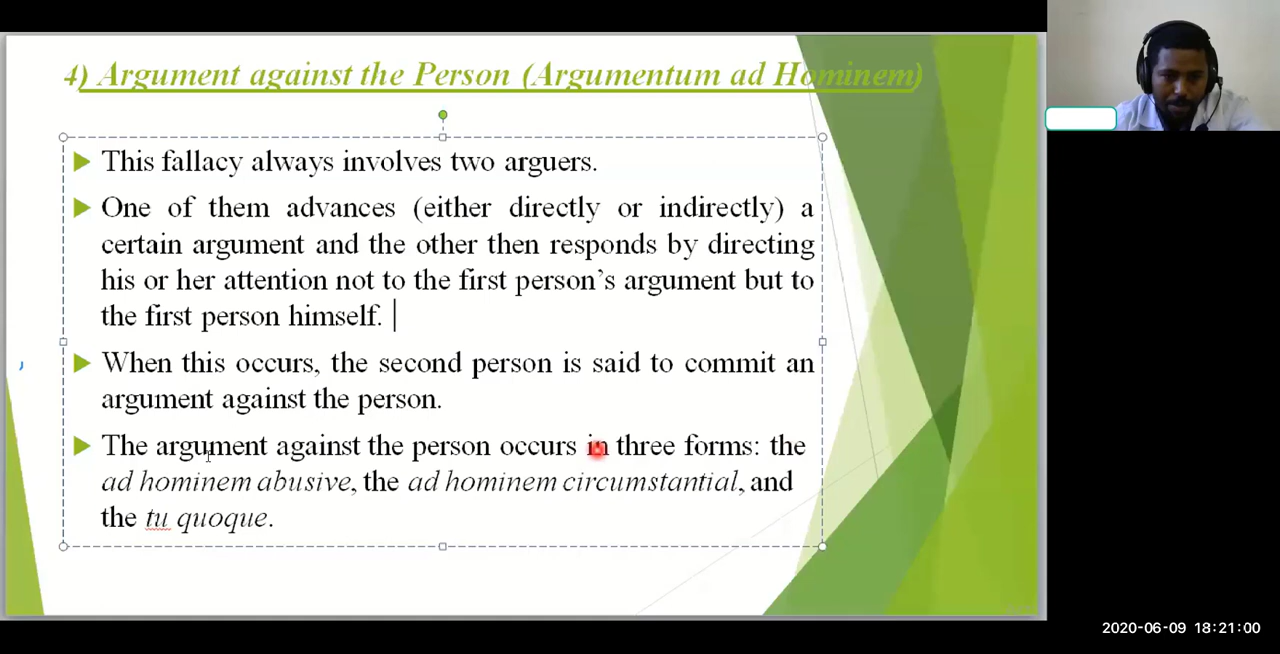 4) Argument against the Person (Argumentum ad Hominem)
This fallacy always involves two arguers.
One of them advances (either directly or indirectly) a
certain argument and the other then responds by directing
his or her attention not to the first person’s argument but to
the first person himself.
When this occurs, the second person is said to commit an
argument against the person.
The argument against the person occurs in three forms: the
ad hominem abusive, the ad hominem circumstantial, and
the tu quoque.
2020-06-09 18:21:00